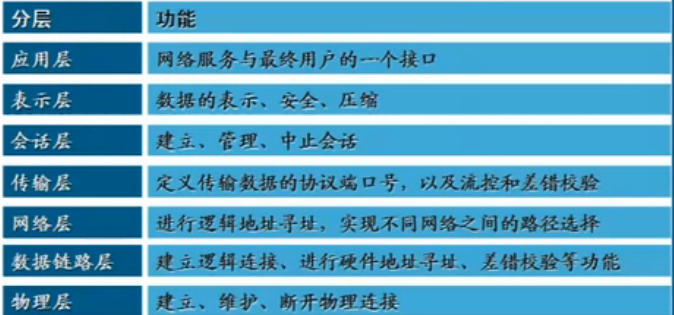 分层 功能
应用层 网络服务与最终用户的一个接口
表示层 数据的表示、安全、压缩
会话层 建立、管理、中止会话
传输层 定义传输数据的协议端口号，以及流控和差错校验
网络层 进行逻辑地址寻址，实现不同网络之间的路径选择
数据链路层 建立逻辑连接、进行硬件地址寻址、差错校验等功能
物理层 建立、维护、断开物理连接